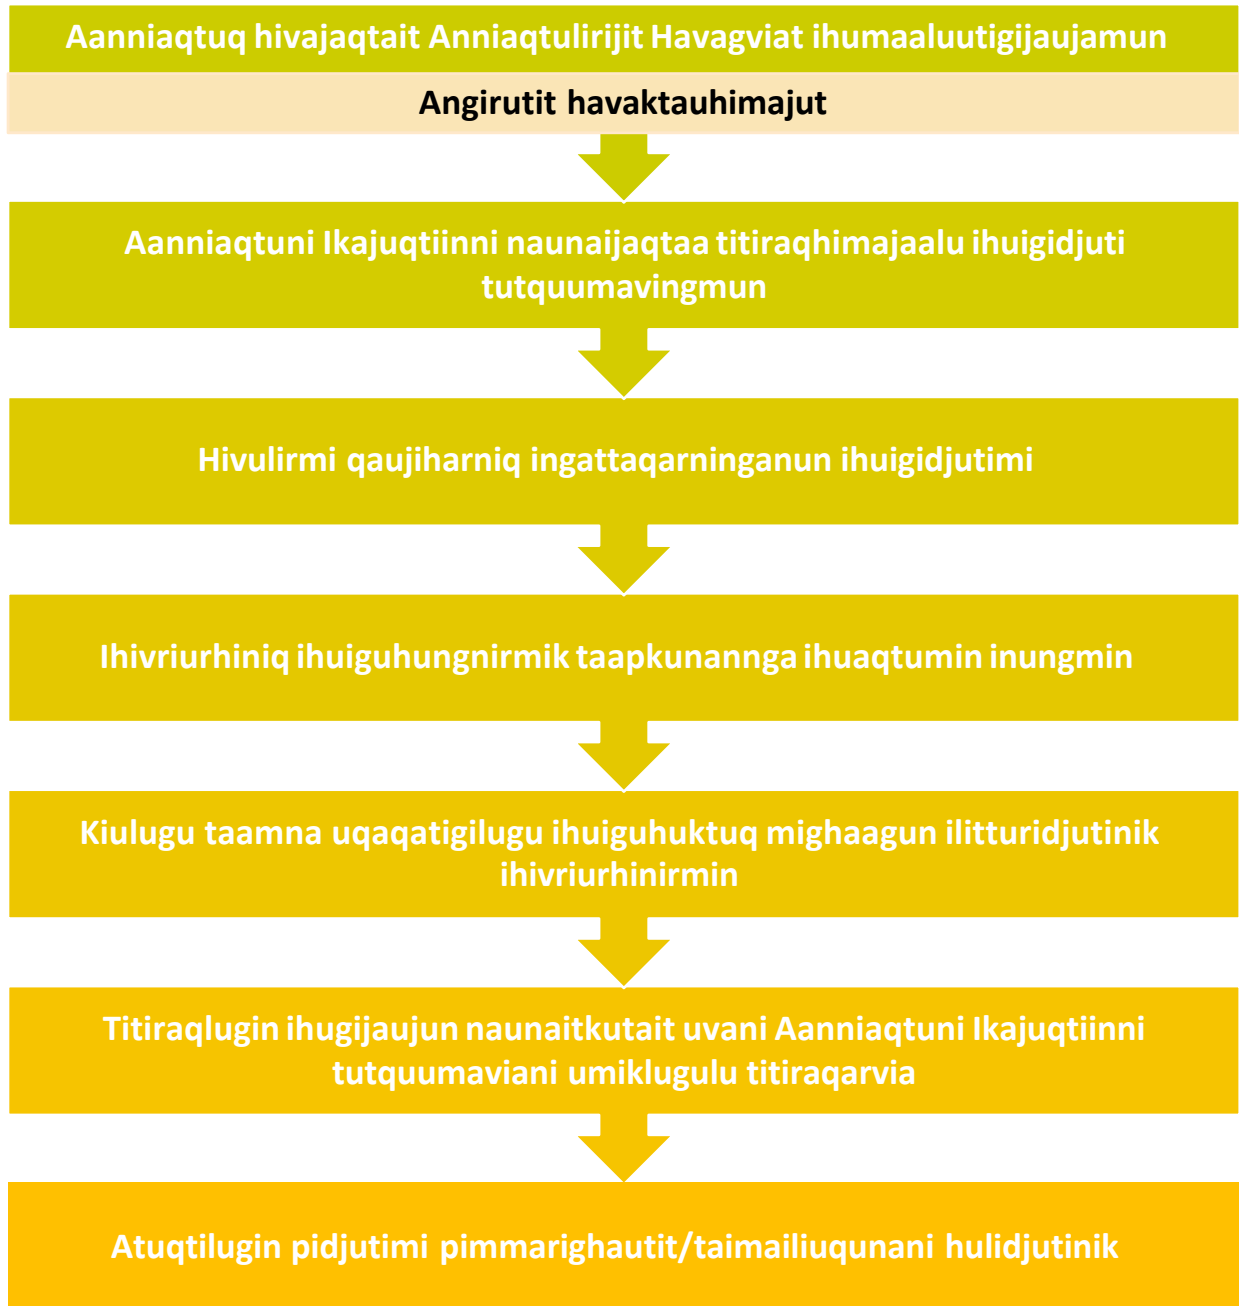 Aanniaqtuq hivajaqtait Anniaqtulirijit Havagviat ihumaaluutigijaujamun
Angirutit havaktauhimajut
Aanniaqtuni Ikajuqtiinni naunaijaqtaa titiraqhimajaalu ihuigidjuti
tutquumavingmun
Hivulirmi qaujiharniq ingattaqarninganun ihuigidjutimi
Ihivriurhiniq ihuiguhungnirmik taapkunannga ihuaqtumin inungmin
Kiulugu taamna uqaqatigilugu ihuiguhuktuq mighaagun ilitturidjutinik
ihivriurhinirmin
Titiraqlugin ihugijaujun naunaitkutait uvani Aanniaqtuni Ikajuqtiinni
tutquumaviani umiklugulu titiraqarvia
Atuqtilugin pidjutimi pimmarighautit/taimailiuqunani hulidjutinik